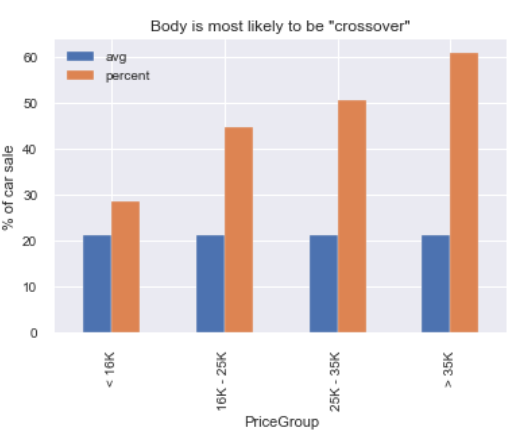 Body is most likely to be "crossover"
avg
percent
60
50
40
30
20
10
0
% of car sale
< 16K
16K - 25K
25K - 35K
> 35K
PriceGroup